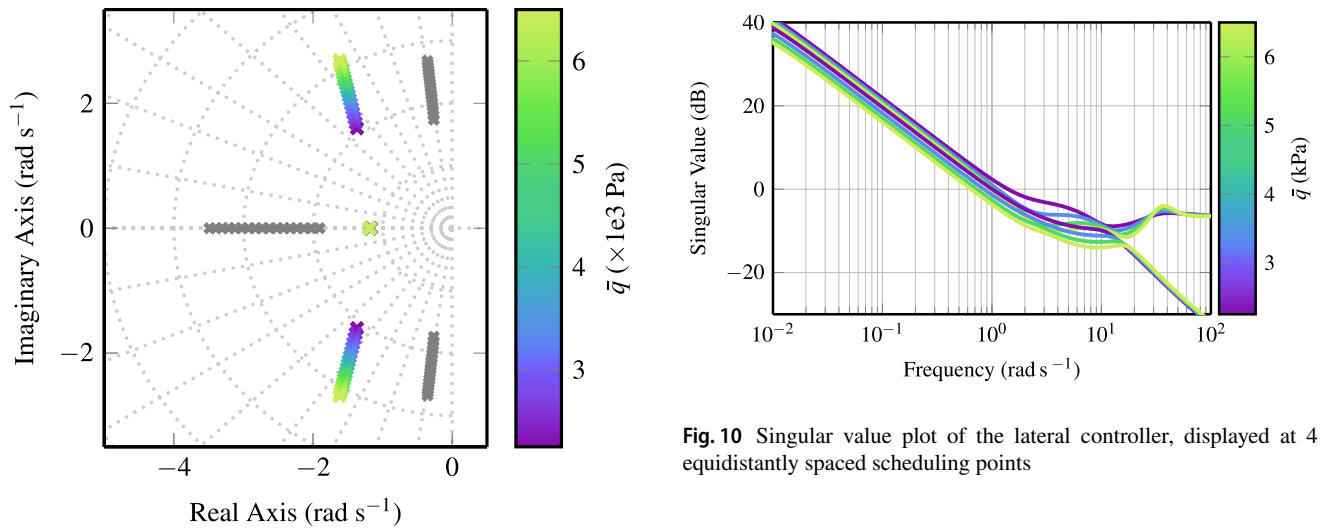 2
0
−2
−4
−2
0
Real Axis (rad s−1)
Imaginary Axis (rad s−1)
6
5
4
3
q̄ (×1e3 Pa)
40
20
0
−20
10−2
10−1
100
101
102
Frequency (rad s−1)
Singular Value (dB)
6
5
4
3
q̄ (kPa)
Fig. 10 Singular value plot of the lateral controller, displayed at 4
equidistantly spaced scheduling points